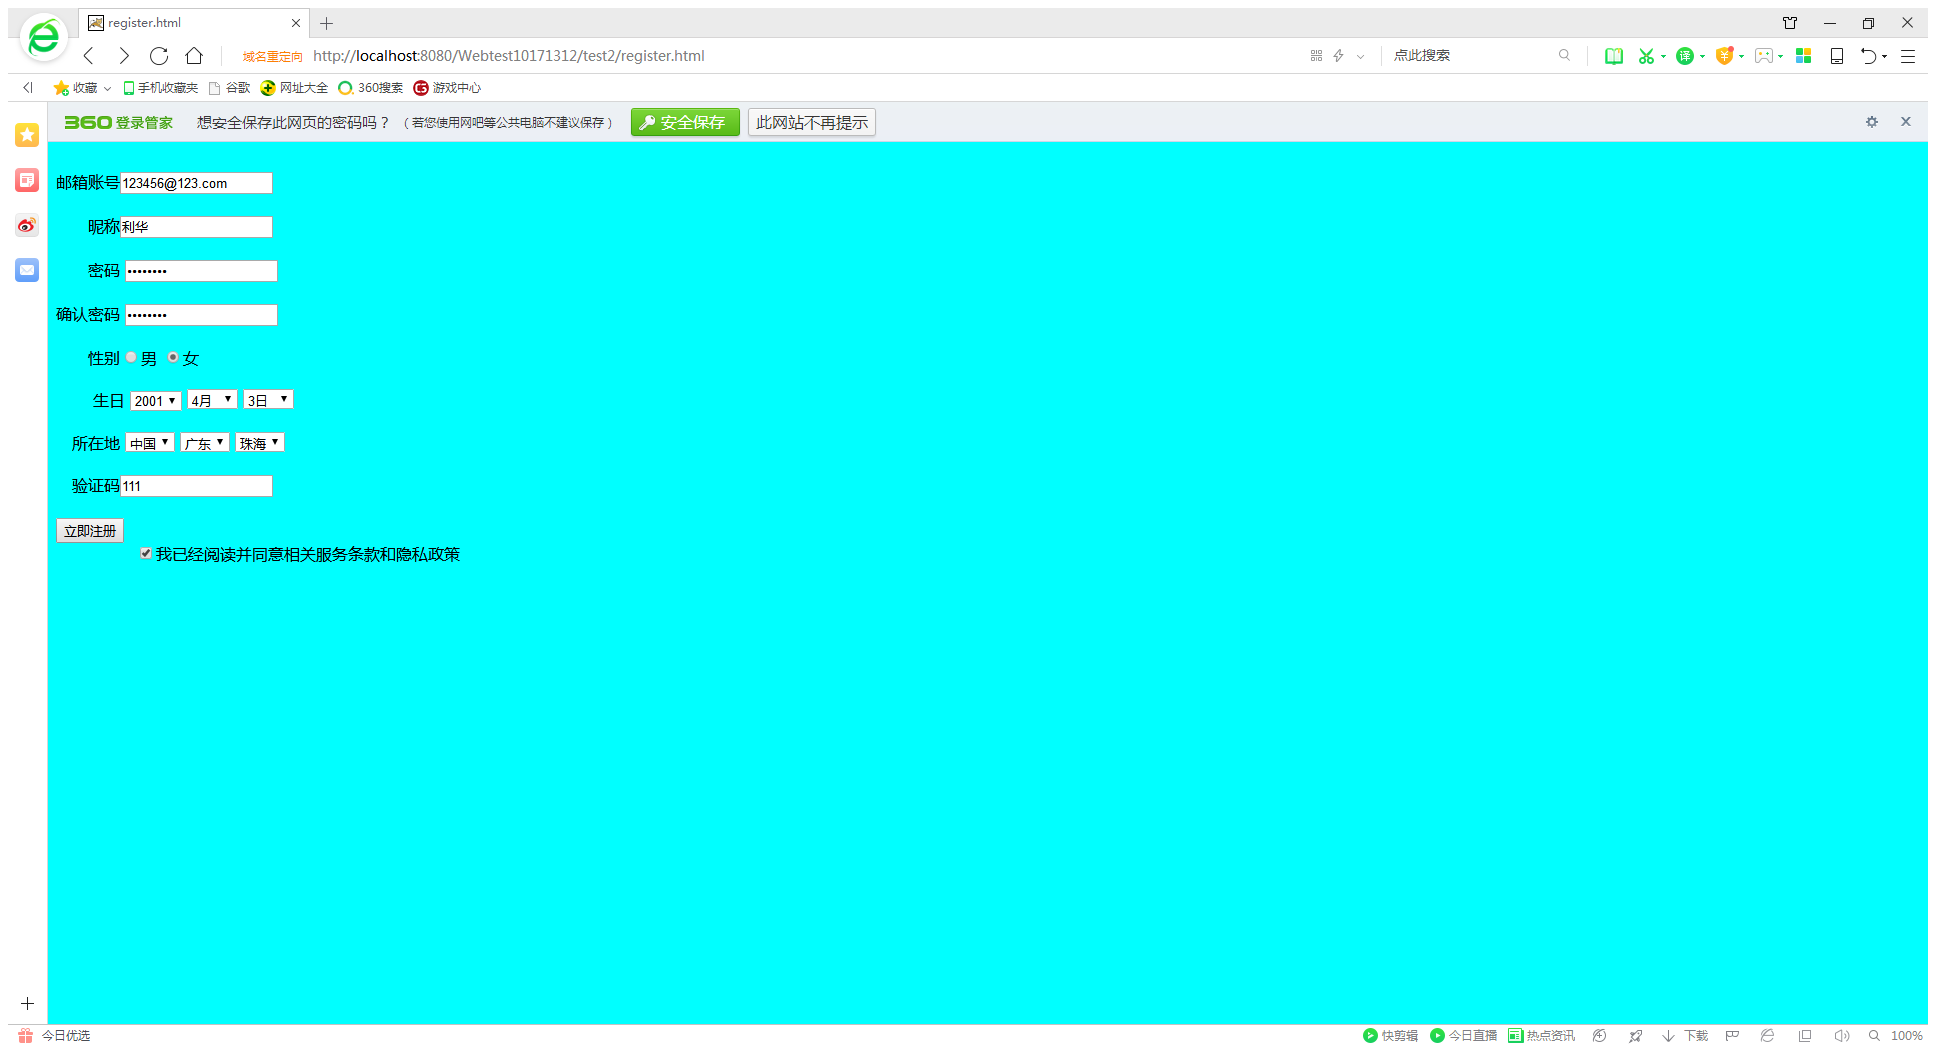 register.html
域名重定向 http://localhost:8080/Webtest10171312/test2/register.html 点此搜索 译
收藏 手机收藏夹 谷歌 网址大全 360搜索 游戏中心
360 登录管家 想安全保存此网页的密码吗？ （若您使用网吧等公共电脑不建议保存） 安全保存 此网站不再提示
邮箱账号 123456@123.com
昵称 利华
密码 ••••••••
确认密码 ••••••••
性别 男 女
生日 2001 4月 3日
所在地 中国 广东 珠海
验证码 111
立即注册
我已经阅读并同意相关服务条款和隐私政策
今日优选 快剪辑 今日直播 热点资讯 下载 100%